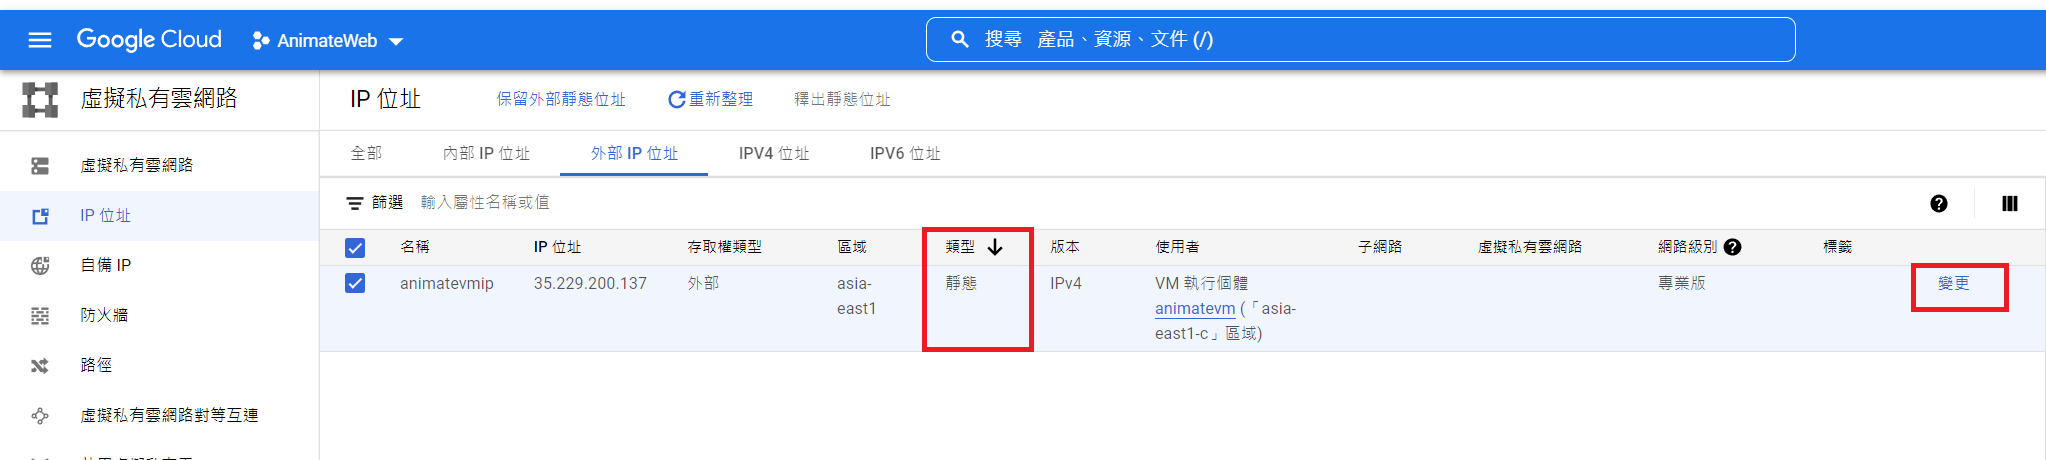 Google Cloud AnimateWeb 搜尋 產品、資源、文件 (/)
虛擬私有雲網路
IP 位址 保留外部靜態位址 重新整理 釋出靜態位址
虛擬私有雲網路
IP 位址
自備 IP
防火牆
路徑
虛擬私有雲網路對等互連
全部 內部 IP 位址 外部 IP 位址 IPV4 位址 IPV6 位址
篩選 輸入屬性名稱或值
名稱 IP 位址 存取權類型 區域 類型 版本 使用者 子網路 虛擬私有雲網路 網路級別 標籤
animatevmip 35.229.200.137 外部 asia- 靜態 IPv4 VM 執行個體 專業版 變更
east1 animatevm (「asia-
east1-c」區域)